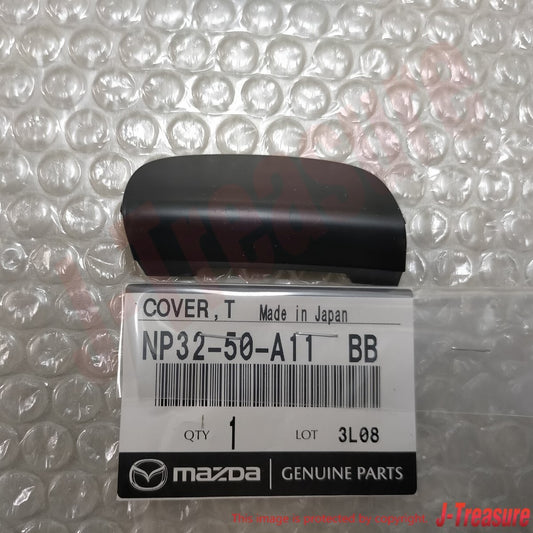 COVER,T Made in Japan
NP32-50-A11 BB
QTY 1 LOT 3L08
mazda GENUINE PARTS
This image is protected by copyright
J-Treasure
J-Treasure